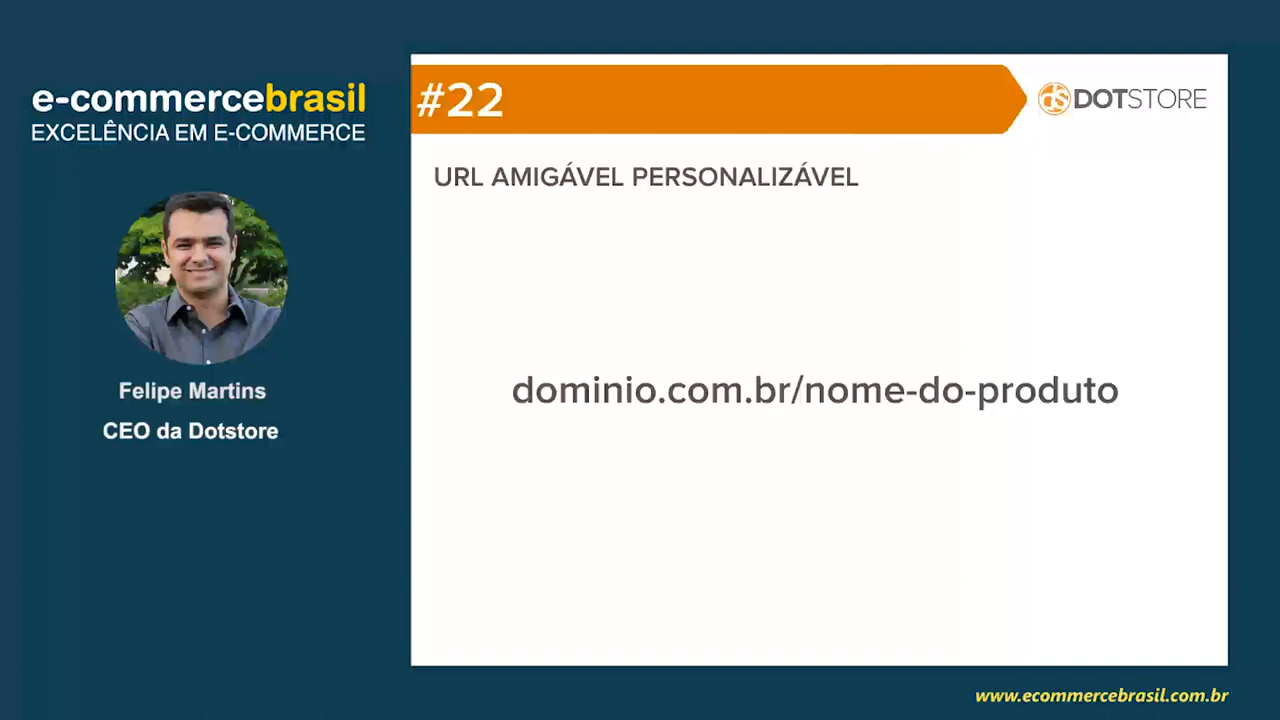 e-commercebrasil
EXCELÊNCIA EM E-COMMERCE
Felipe Martins
CEO da Dotstore
#22
DS DOTSTORE
URL AMIGÁVEL PERSONALIZÁVEL
dominio.com.br/nome-do-produto
www.ecommercebrasil.com.br